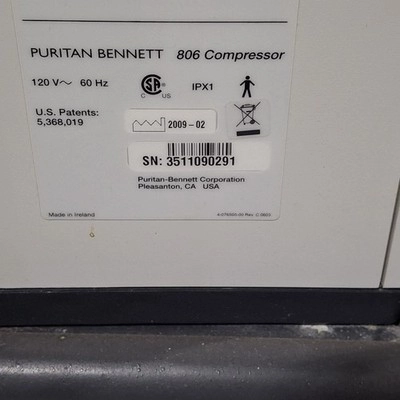 PURITAN BENNETT 806 Compressor
120 V~ 60 Hz
C US
IPX1
U.S. Patents:
5,368,019
2009-02
SN: 3511090291
Puritan-Bennett Corporation
Pleasanton, CA USA
Made in Ireland